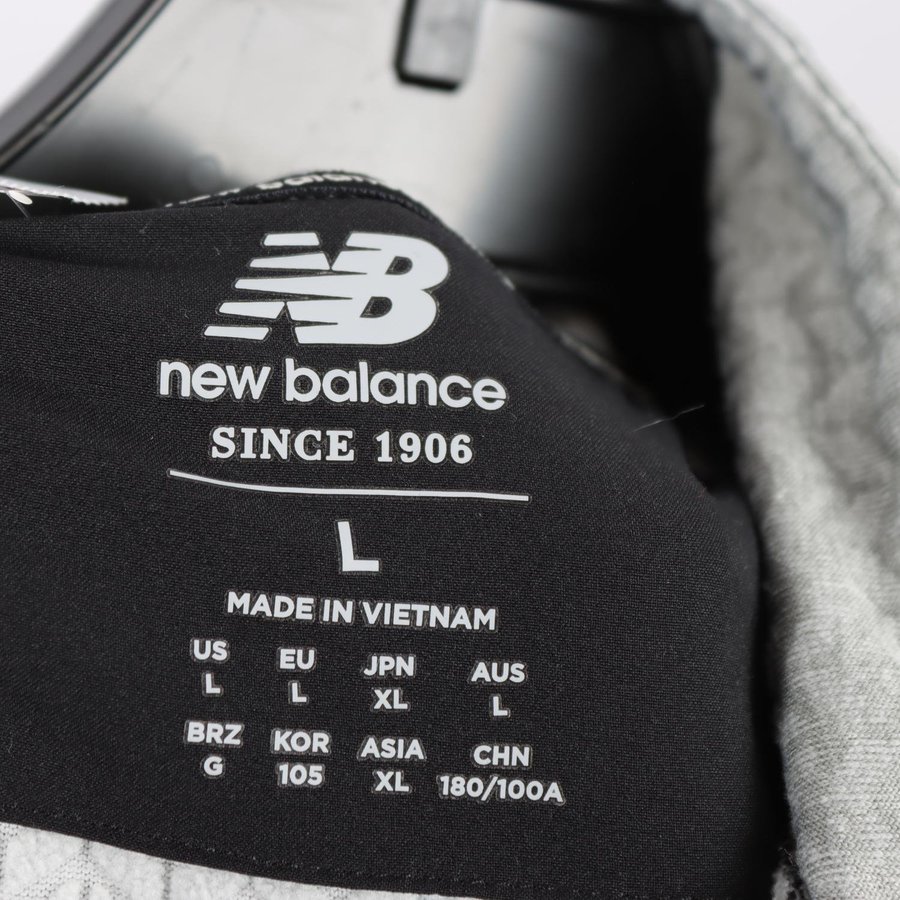 NB
new balance
SINCE 1906
L
MADE IN VIETNAM
US EU JPN AUS
L L XL L
BRZ KOR ASIA CHN
G 105 XL 180/100A